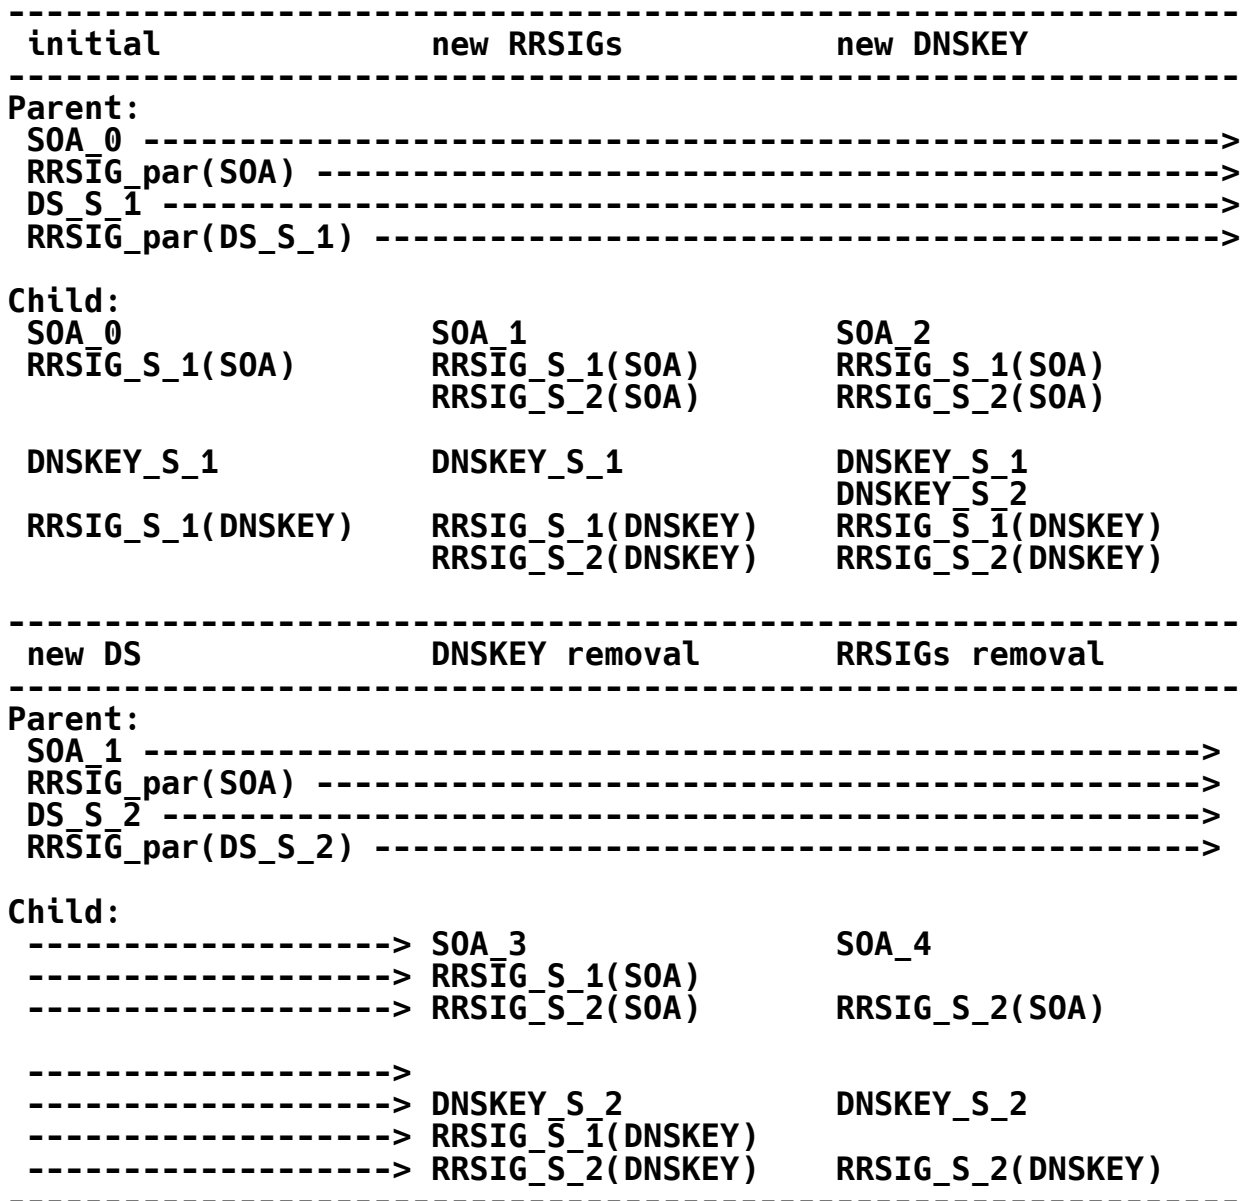 ----------------------------------------------------------------
 initial              new RRSIGs           new DNSKEY
----------------------------------------------------------------
Parent:
 SOA_0 -------------------------------------------------------->
 RRSIG_par(SOA) ----------------------------------------------->
 DS_S_1 ------------------------------------------------------->
 RRSIG_par(DS_S_1) -------------------------------------------->

Child:
 SOA_0                SOA_1                SOA_2
 RRSIG_S_1(SOA)       RRSIG_S_1(SOA)       RRSIG_S_1(SOA)
                      RRSIG_S_2(SOA)       RRSIG_S_2(SOA)

 DNSKEY_S_1           DNSKEY_S_1           DNSKEY_S_1
                                           DNSKEY_S_2
 RRSIG_S_1(DNSKEY)    RRSIG_S_1(DNSKEY)    RRSIG_S_1(DNSKEY)
                      RRSIG_S_2(DNSKEY)    RRSIG_S_2(DNSKEY)

----------------------------------------------------------------
 new DS               DNSKEY removal       RRSIGs removal
----------------------------------------------------------------
Parent:
 SOA_1 ------------------------------------------------------->
 RRSIG_par(SOA) ---------------------------------------------->
 DS_S_2 ------------------------------------------------------>
 RRSIG_par(DS_S_2) ------------------------------------------->

Child:
 -------------------> SOA_3                SOA_4
 -------------------> RRSIG_S_1(SOA)
 -------------------> RRSIG_S_2(SOA)       RRSIG_S_2(SOA)

 ------------------->
 -------------------> DNSKEY_S_2           DNSKEY_S_2
 -------------------> RRSIG_S_1(DNSKEY)
 -------------------> RRSIG_S_2(DNSKEY)    RRSIG_S_2(DNSKEY)
----------------------------------------------------------------